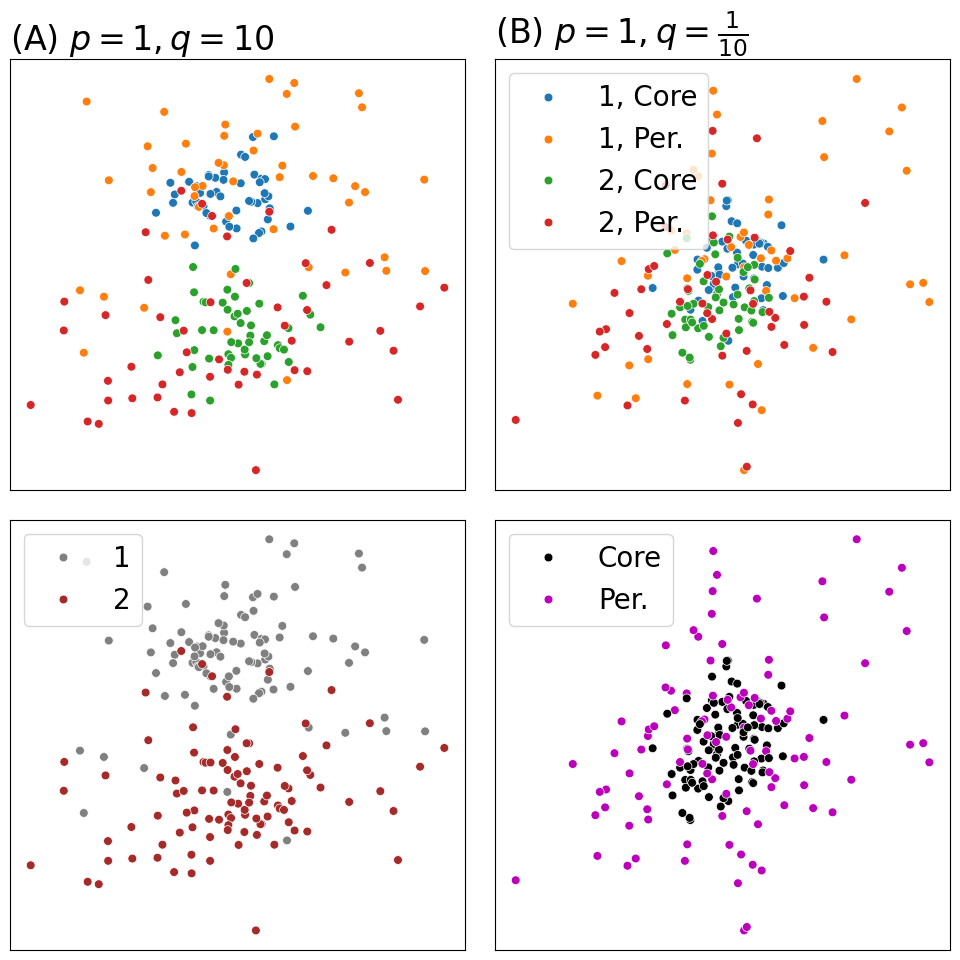 (A) p = 1, q = 10
(B) p = 1, q = 1/10
1, Core
1, Per.
2, Core
2, Per.
1
2
Core
Per.